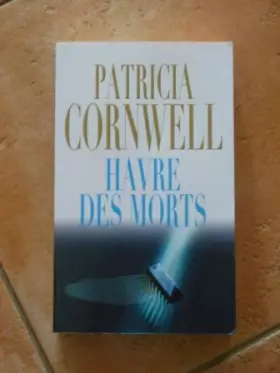 PATRICIA
CORNWELL
HAVRE
DES MORTS